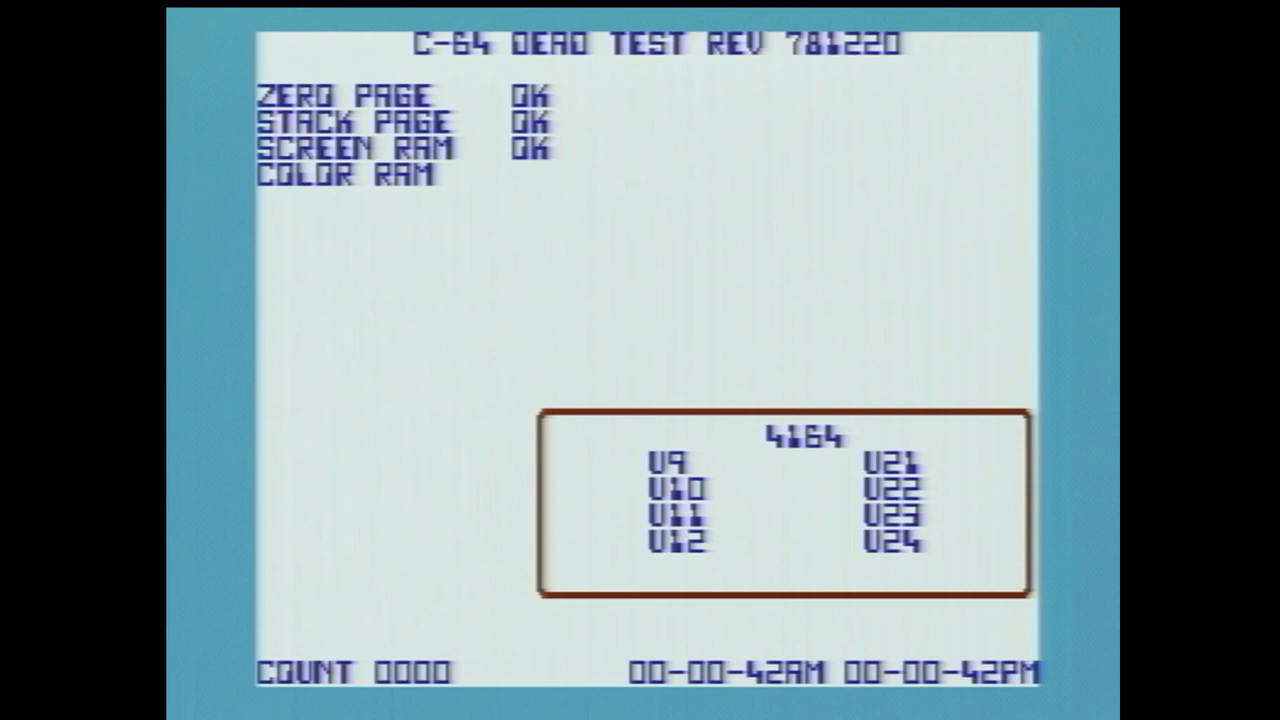 C-64 DEAD TEST REV 781220
ZERO PAGE OK
STACK PAGE OK
SCREEN RAM OK
COLOR RAM
4164
U9 U21
U10 U22
U11 U23
U12 U24
COUNT 0000 00-00-42AM 00-00-42PM